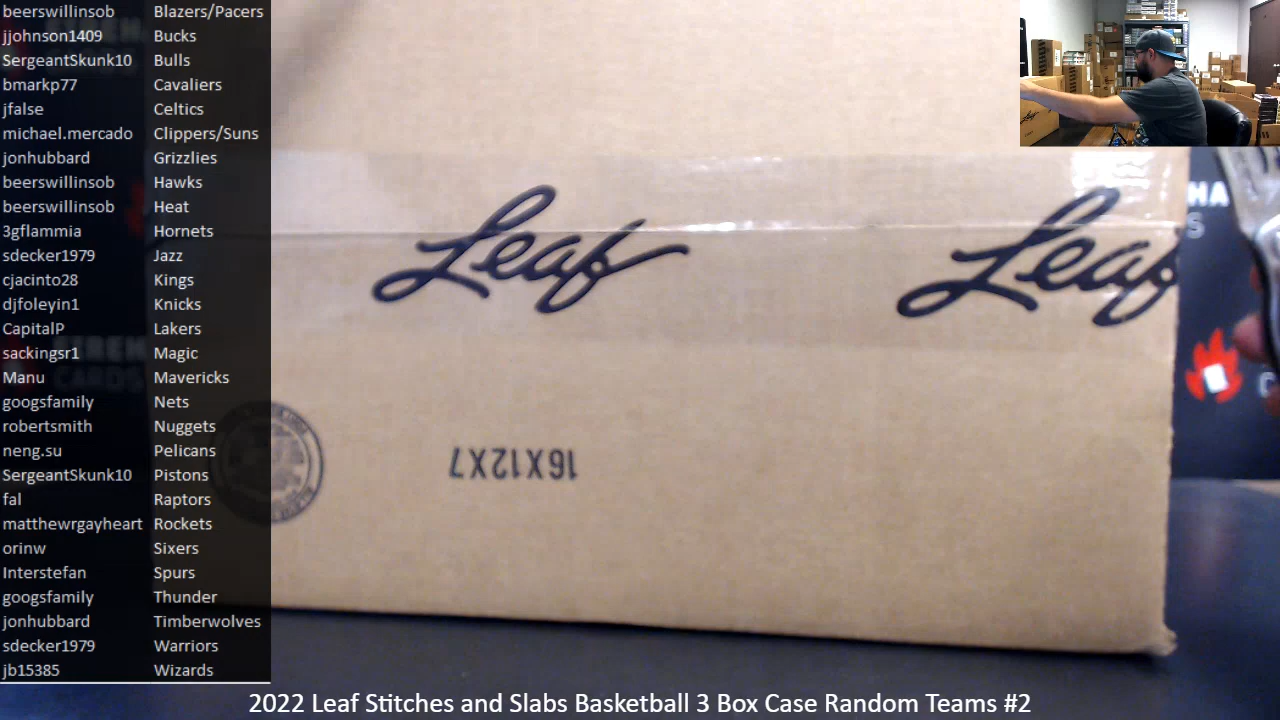 beerswillinsob Blazers/Pacers
jjohnson1409 Bucks
SergeantSkunk10 Bulls
bmarkp77 Cavaliers
jfalse Celtics
michael.mercado Clippers/Suns
jonhubbard Grizzlies
beerswillinsob Hawks
beerswillinsob Heat
3gflammia Hornets
sdecker1979 Jazz
cjacinto28 Kings
djfoleyin1 Knicks
CapitalP Lakers
sackingsr1 Magic
Manu Mavericks
googsfamily Nets
robertsmith Nuggets
neng.su Pelicans
SergeantSkunk10 Pistons
fal Raptors
matthewrgayheart Rockets
orinw Sixers
Interstefan Spurs
googsfamily Thunder
jonhubbard Timberwolves
sdecker1979 Warriors
jb15385 Wizards
Leaf Leaf
16X12X7
2022 Leaf Stitches and Slabs Basketball 3 Box Case Random Teams #2